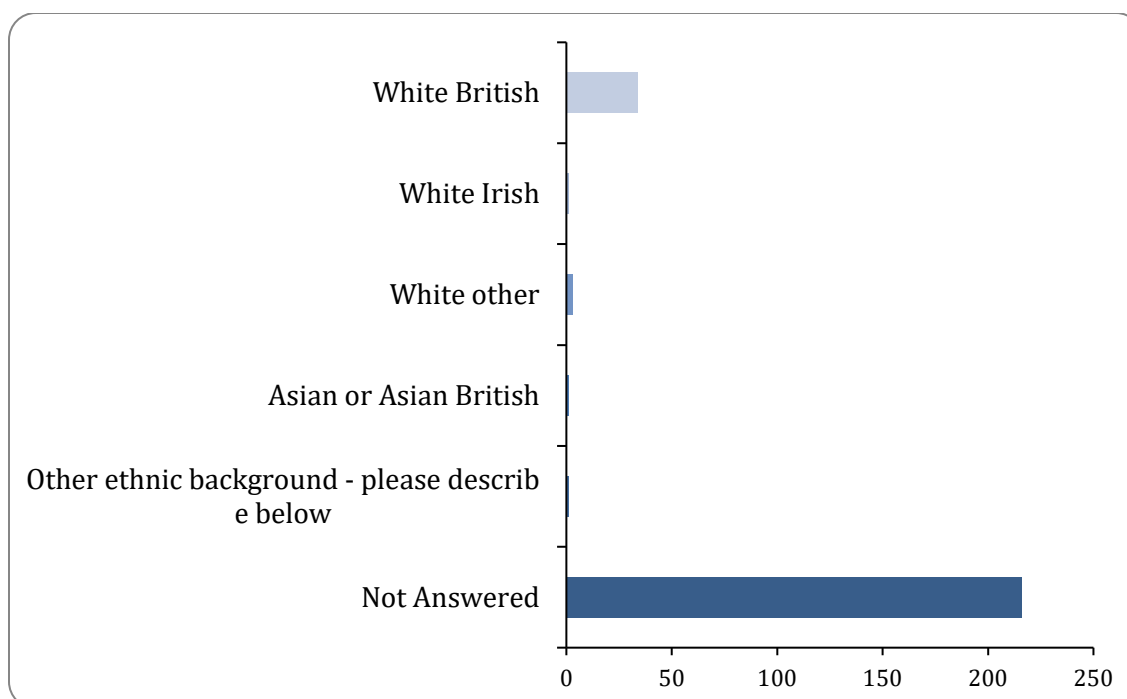 White British
White Irish
White other
Asian or Asian British
Other ethnic background - please describ
e below
Not Answered
0 50 100 150 200 250